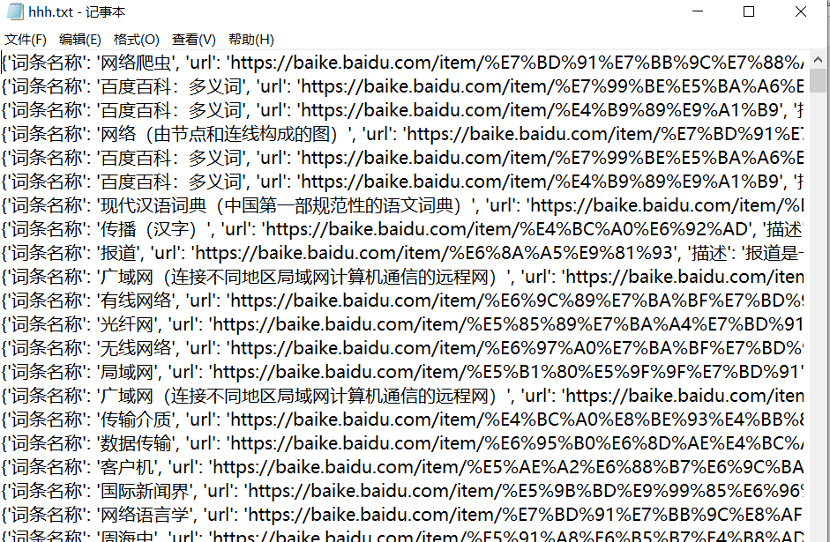 hhh.txt - 记事本
文件(F) 编辑(E) 格式(O) 查看(V) 帮助(H)
{'词条名称': '网络爬虫', 'url': 'https://baike.baidu.com/item/%E7%BD%91%E7%BB%9C%E7%88%
{'词条名称': '百度百科：多义词', 'url': 'https://baike.baidu.com/item/%E7%99%BE%E5%BA%A6%E
{'词条名称': '百度百科：多义词', 'url': 'https://baike.baidu.com/item/%E4%B9%89%E9%A1%B9', '
{'词条名称': '网络（由节点和连线构成的图）', 'url': 'https://baike.baidu.com/item/%E7%BD%91%E7
{'词条名称': '百度百科：多义词', 'url': 'https://baike.baidu.com/item/%E7%99%BE%E5%BA%A6%E
{'词条名称': '百度百科：多义词', 'url': 'https://baike.baidu.com/item/%E4%B9%89%E9%A1%B9', '
{'词条名称': '现代汉语词典（中国第一部规范性的语文词典）', 'url': 'https://baike.baidu.com/item/%
{'词条名称': '传播（汉字）', 'url': 'https://baike.baidu.com/item/%E4%BC%A0%E6%92%AD', '描述'
{'词条名称': '报道', 'url': 'https://baike.baidu.com/item/%E6%8A%A5%E9%81%93', '描述': '报道是
{'词条名称': '广域网（连接不同地区局域网计算机通信的远程网）', 'url': 'https://baike.baidu.com/item
{'词条名称': '有线网络', 'url': 'https://baike.baidu.com/item/%E6%9C%89%E7%BA%BF%E7%BD%9
{'词条名称': '光纤网', 'url': 'https://baike.baidu.com/item/%E5%85%89%E7%BA%A4%E7%BD%91
{'词条名称': '无线网络', 'url': 'https://baike.baidu.com/item/%E6%97%A0%E7%BA%BF%E7%BD%9
{'词条名称': '局域网', 'url': 'https://baike.baidu.com/item/%E5%B1%80%E5%9F%9F%E7%BD%91'
{'词条名称': '广域网（连接不同地区局域网计算机通信的远程网）', 'url': 'https://baike.baidu.com/item
{'词条名称': '传输介质', 'url': 'https://baike.baidu.com/item/%E4%BC%A0%E8%BE%93%E4%BB%8
{'词条名称': '数据传输', 'url': 'https://baike.baidu.com/item/%E6%95%B0%E6%8D%AE%E4%BC%A
{'词条名称': '客户机', 'url': 'https://baike.baidu.com/item/%E5%AE%A2%E6%88%B7%E6%9C%BA
{'词条名称': '国际新闻界', 'url': 'https://baike.baidu.com/item/%E5%9B%BD%E9%99%85%E6%96%
{'词条名称': '网络语言学', 'url': 'https://baike.baidu.com/item/%E7%BD%91%E7%BB%9C%E8%AF
{'词条名称': '周海中', 'url': 'https://baike.baidu.com/item/%E5%91%A8%E6%B5%B7%E4%B8%AD